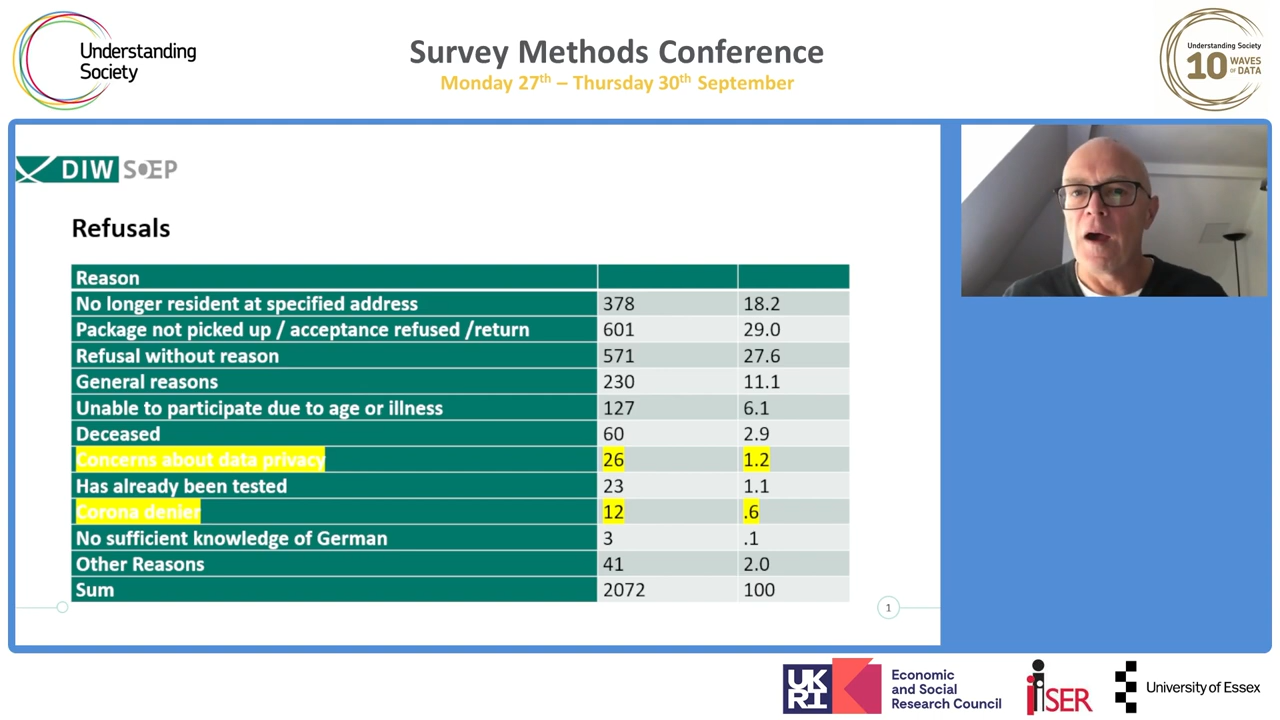 Understanding
Society
Survey Methods Conference
Monday 27th – Thursday 30th September
Understanding Society
10 WAVES
OF DATA
DIW SOEP
Refusals
Reason
No longer resident at specified address 378 18.2
Package not picked up / acceptance refused /return 601 29.0
Refusal without reason 571 27.6
General reasons 230 11.1
Unable to participate due to age or illness 127 6.1
Deceased 60 2.9
Concerns about data privacy 26 1.2
Has already been tested 23 1.1
Corona denier 12 .6
No sufficient knowledge of German 3 .1
Other Reasons 41 2.0
Sum 2072 100
1
UK
RI
Economic
and Social
Research Council
iSER
University of Essex